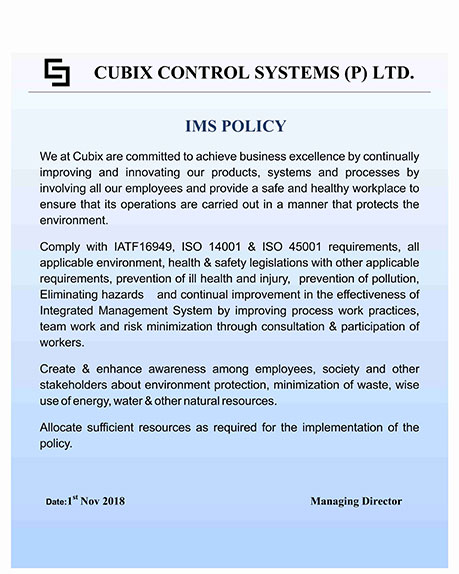 CUBIX CONTROL SYSTEMS (P) LTD.
IMS POLICY
We at Cubix are committed to achieve business excellence by continually
improving and innovating our products, systems and processes by
involving all our employees and provide a safe and healthy workplace to
ensure that its operations are carried out in a manner that protects the
environment.
Comply with IATF16949, ISO 14001 & ISO 45001 requirements, all
applicable environment, health & safety legislations with other applicable
requirements, prevention of ill health and injury, prevention of pollution,
Eliminating hazards and continual improvement in the effectiveness of
Integrated Management System by improving process work practices,
team work and risk minimization through consultation & participation of
workers.
Create & enhance awareness among employees, society and other
stakeholders about environment protection, minimization of waste, wise
use of energy, water & other natural resources.
Allocate sufficient resources as required for the implementation of the
policy.
Date:1st Nov 2018 Managing Director